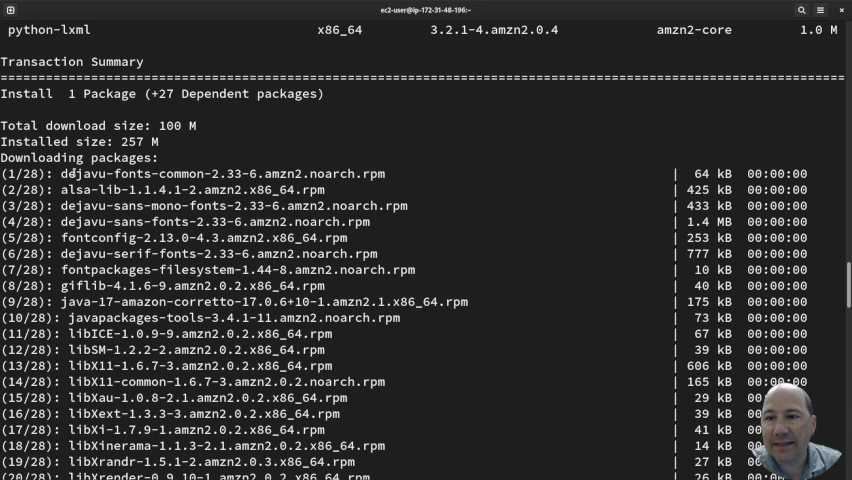 ec2-user@ip-172-31-48-196:~
python-lxml x86_64 3.2.1-4.amzn2.0.4 amzn2-core 1.0 M
Transaction Summary
================================================================================
Install 1 Package (+27 Dependent packages)
Total download size: 100 M
Installed size: 257 M
Downloading packages:
(1/28): dejavu-fonts-common-2.33-6.amzn2.noarch.rpm | 64 kB 00:00:00
(2/28): alsa-lib-1.1.4.1-2.amzn2.x86_64.rpm | 425 kB 00:00:00
(3/28): dejavu-sans-mono-fonts-2.33-6.amzn2.noarch.rpm | 433 kB 00:00:00
(4/28): dejavu-sans-fonts-2.33-6.amzn2.noarch.rpm | 1.4 MB 00:00:00
(5/28): fontconfig-2.13.0-4.3.amzn2.x86_64.rpm | 253 kB 00:00:00
(6/28): dejavu-serif-fonts-2.33-6.amzn2.noarch.rpm | 777 kB 00:00:00
(7/28): fontpackages-filesystem-1.44-8.amzn2.noarch.rpm | 10 kB 00:00:00
(8/28): giflib-4.1.6-9.amzn2.0.2.x86_64.rpm | 40 kB 00:00:00
(9/28): java-17-amazon-corretto-17.0.6+10-1.amzn2.1.x86_64.rpm | 175 kB 00:00:00
(10/28): javapackages-tools-3.4.1-11.amzn2.noarch.rpm | 73 kB 00:00:00
(11/28): libICE-1.0.9-9.amzn2.0.2.x86_64.rpm | 67 kB 00:00:00
(12/28): libSM-1.2.2-2.amzn2.0.2.x86_64.rpm | 39 kB 00:00:00
(13/28): libX11-1.6.7-3.amzn2.0.2.x86_64.rpm | 606 kB 00:00:00
(14/28): libX11-common-1.6.7-3.amzn2.0.2.noarch.rpm | 165 kB 00:00:00
(15/28): libXau-1.0.8-2.1.amzn2.0.2.x86_64.rpm | 29 kB
(16/28): libXext-1.3.3-3.amzn2.0.2.x86_64.rpm | 39 kB
(17/28): libXi-1.7.9-1.amzn2.0.2.x86_64.rpm | 41 kB
(18/28): libXinerama-1.1.3-2.1.amzn2.0.2.x86_64.rpm | 14 kB
(19/28): libXrandr-1.5.1-2.amzn2.0.3.x86_64.rpm | 27 kB
(20/28): libXrender-0.9.10-1.amzn2.0.2.x86_64.rpm | 26 kB